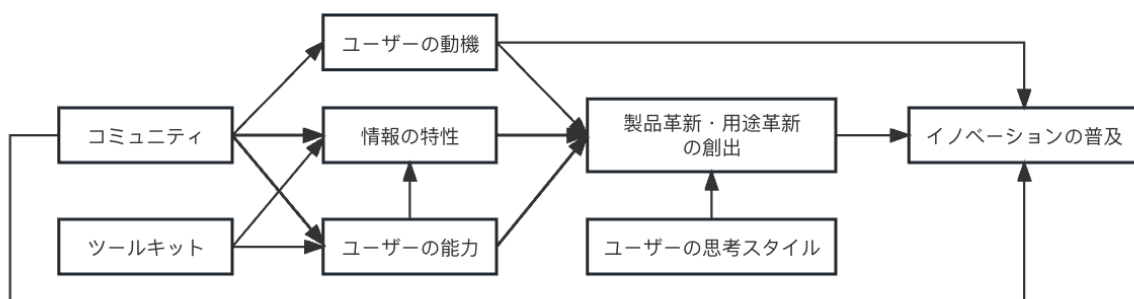 ユーザーの動機
コミュニティ
情報の特性
製品革新・用途革新
の創出
イノベーションの普及
ツールキット
ユーザーの能力
ユーザーの思考スタイル